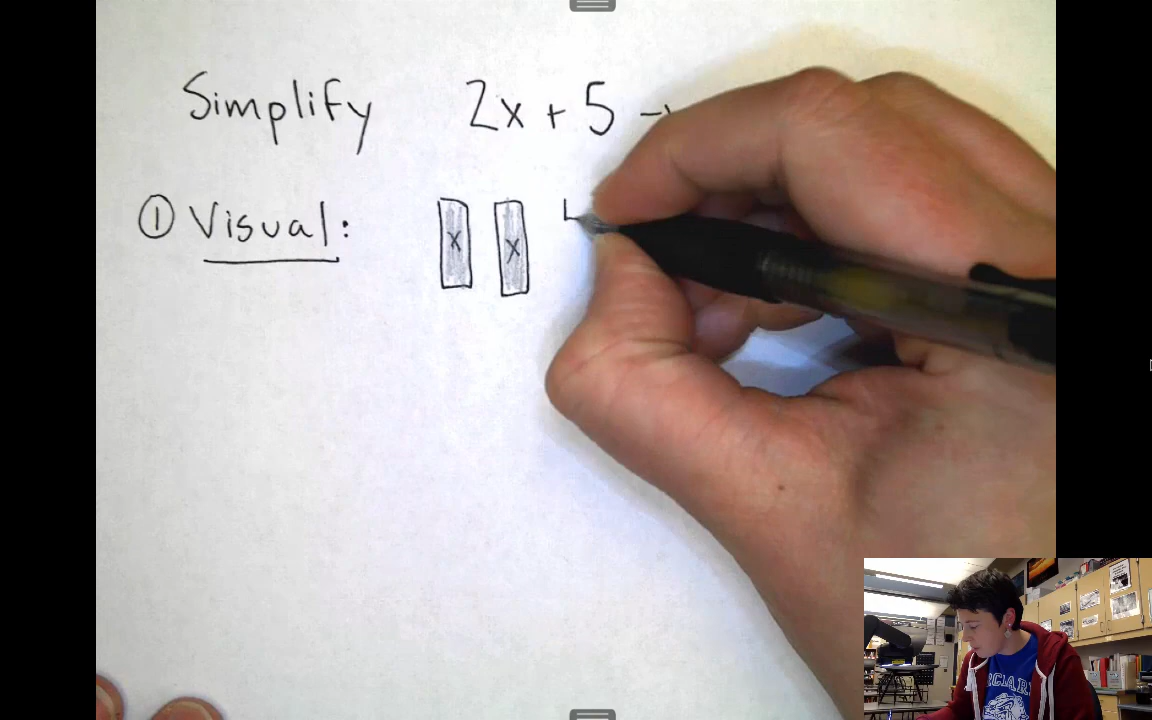 Simplify 2x + 5 -
① Visual:
x x